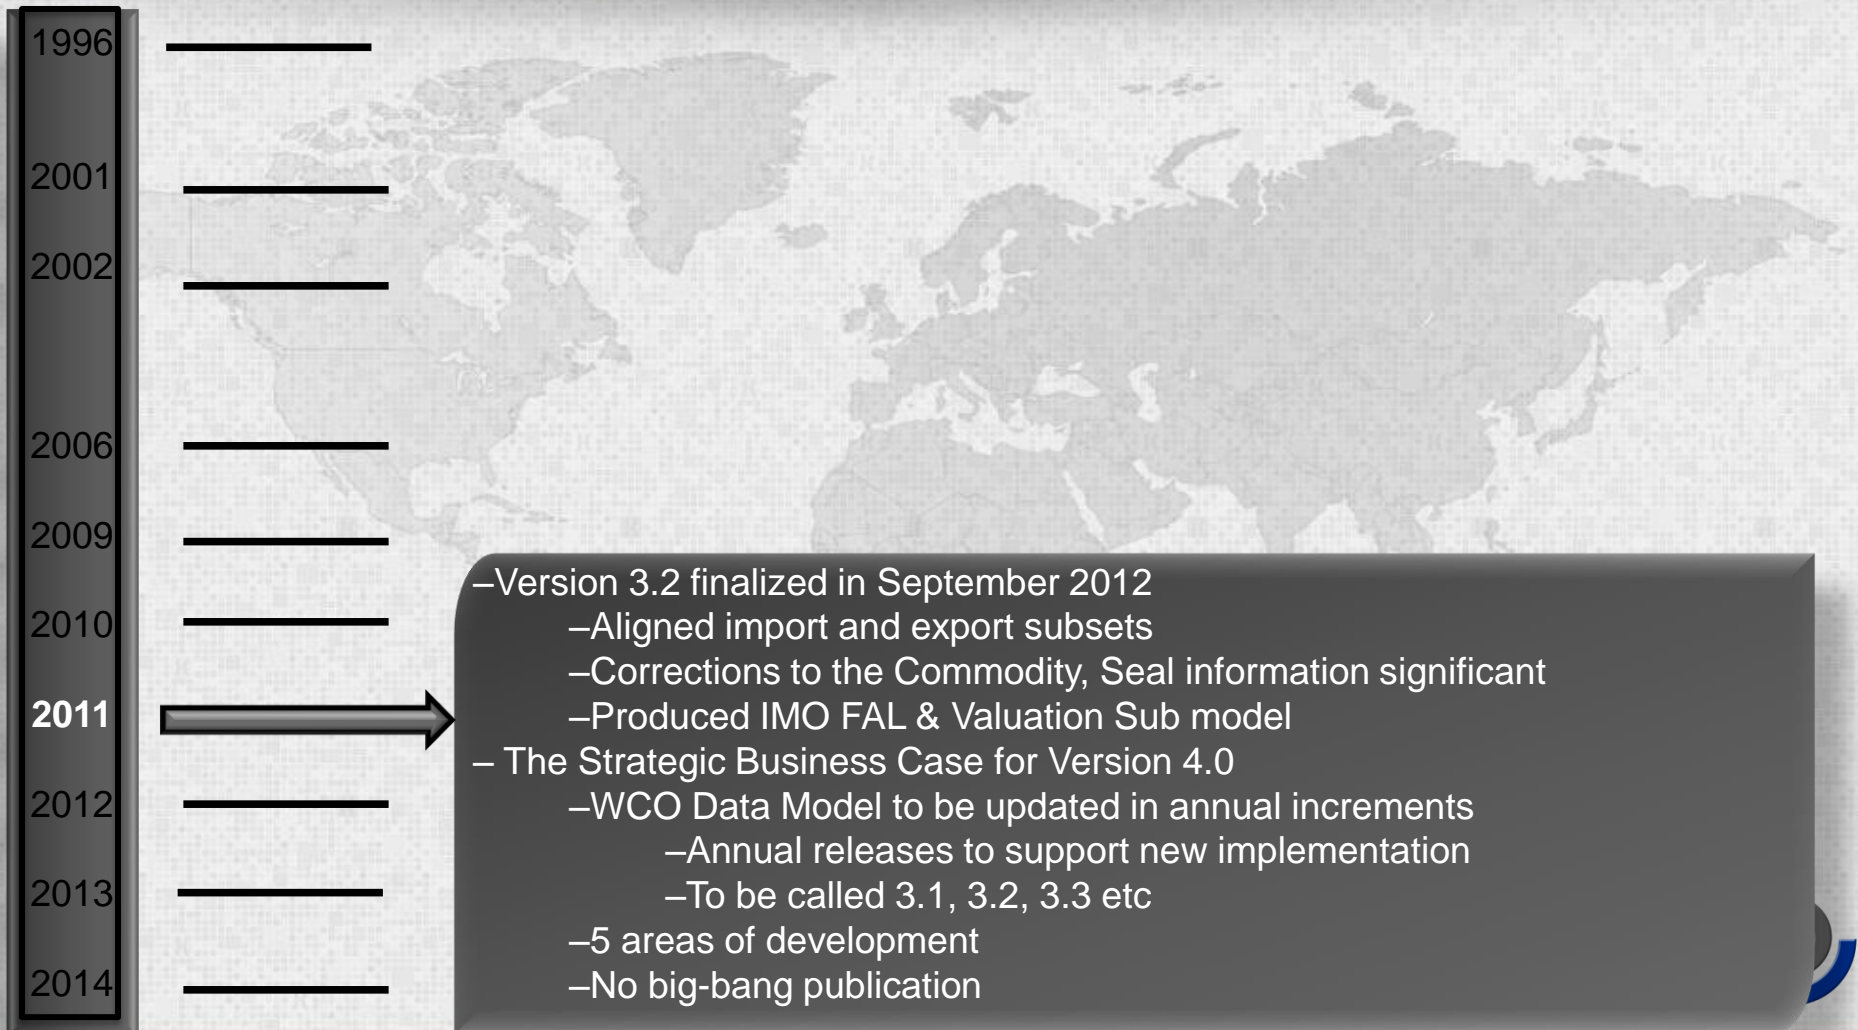 1996
2001
2002
2006
2009
2010
2011
2012
2013
2014
–Version 3.2 finalized in September 2012
–Aligned import and export subsets
–Corrections to the Commodity, Seal information significant
–Produced IMO FAL & Valuation Sub model
– The Strategic Business Case for Version 4.0
–WCO Data Model to be updated in annual increments
–Annual releases to support new implementation
–To be called 3.1, 3.2, 3.3 etc
–5 areas of development
–No big-bang publication